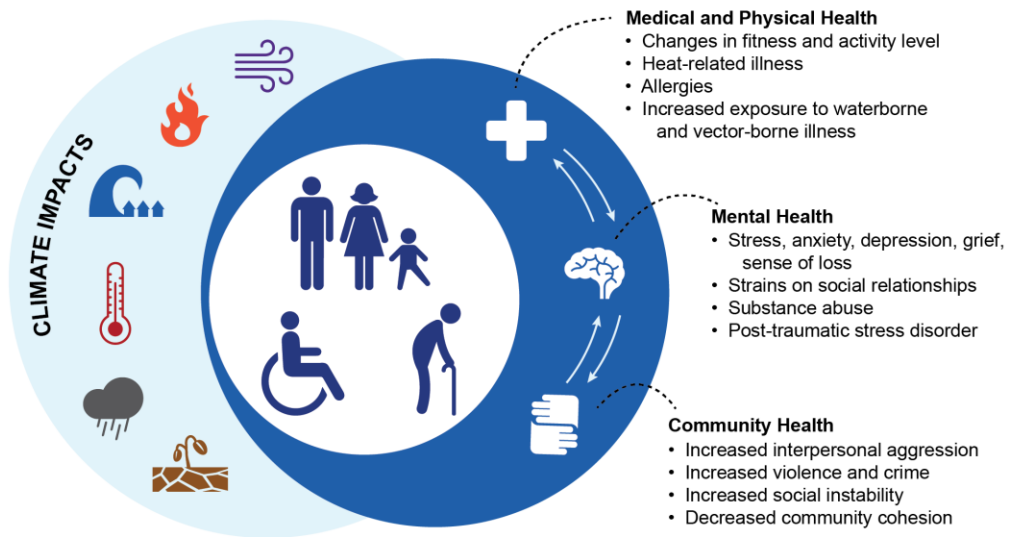 CLIMATE IMPACTS
Medical and Physical Health
• Changes in fitness and activity level
• Heat-related illness
• Allergies
• Increased exposure to waterborne
and vector-borne illness
Mental Health
• Stress, anxiety, depression, grief,
sense of loss
• Strains on social relationships
• Substance abuse
• Post-traumatic stress disorder
Community Health
• Increased interpersonal aggression
• Increased violence and crime
• Increased social instability
• Decreased community cohesion